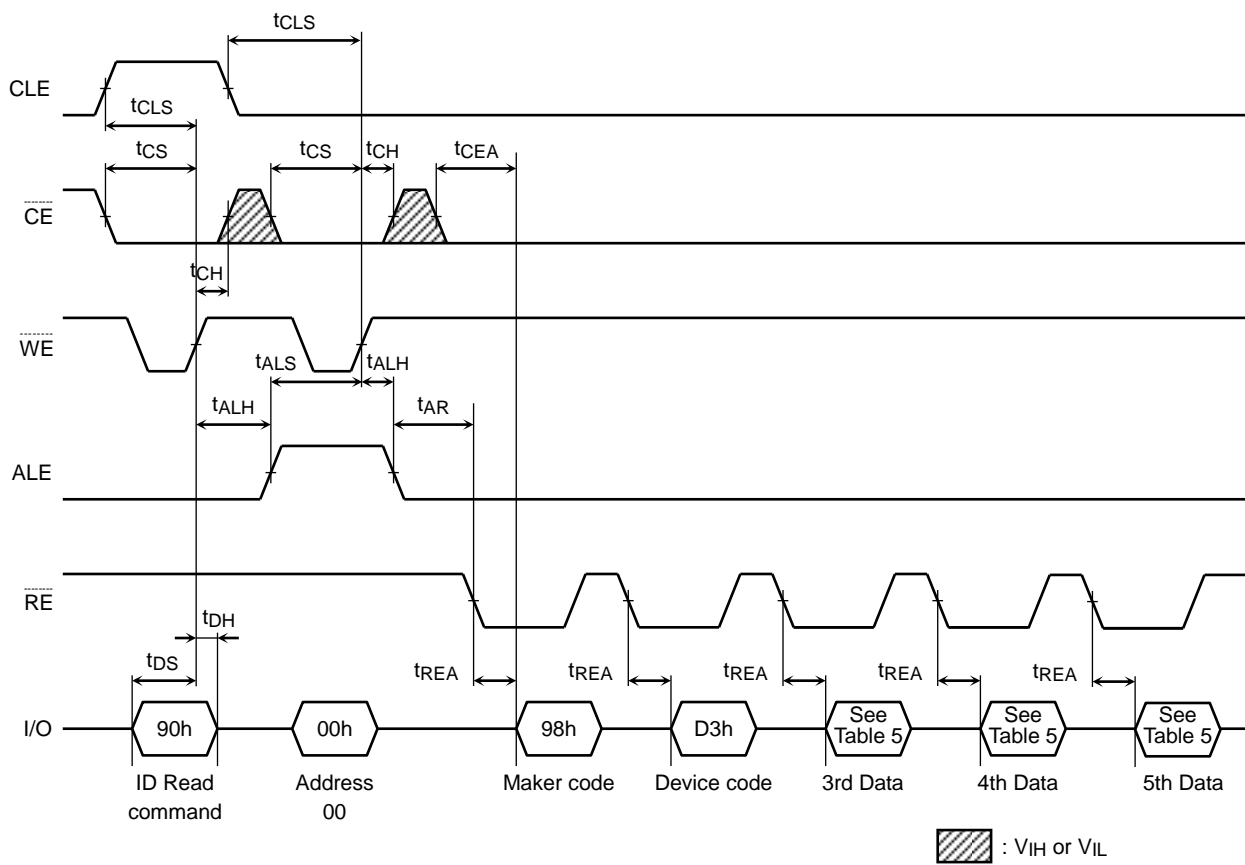 tCLS
CLE
tCLS
tCS
tCS
tCH
tCEA
CE
tCH
WE
tALS
tALH
tALH
tAR
ALE
RE
tDH
tDS
tREA
tREA
tREA
tREA
tREA
I/O
90h
00h
98h
D3h
See
Table 5
See
Table 5
See
Table 5
ID Read
command
Address
00
Maker code
Device code
3rd Data
4th Data
5th Data
: VIH or VIL